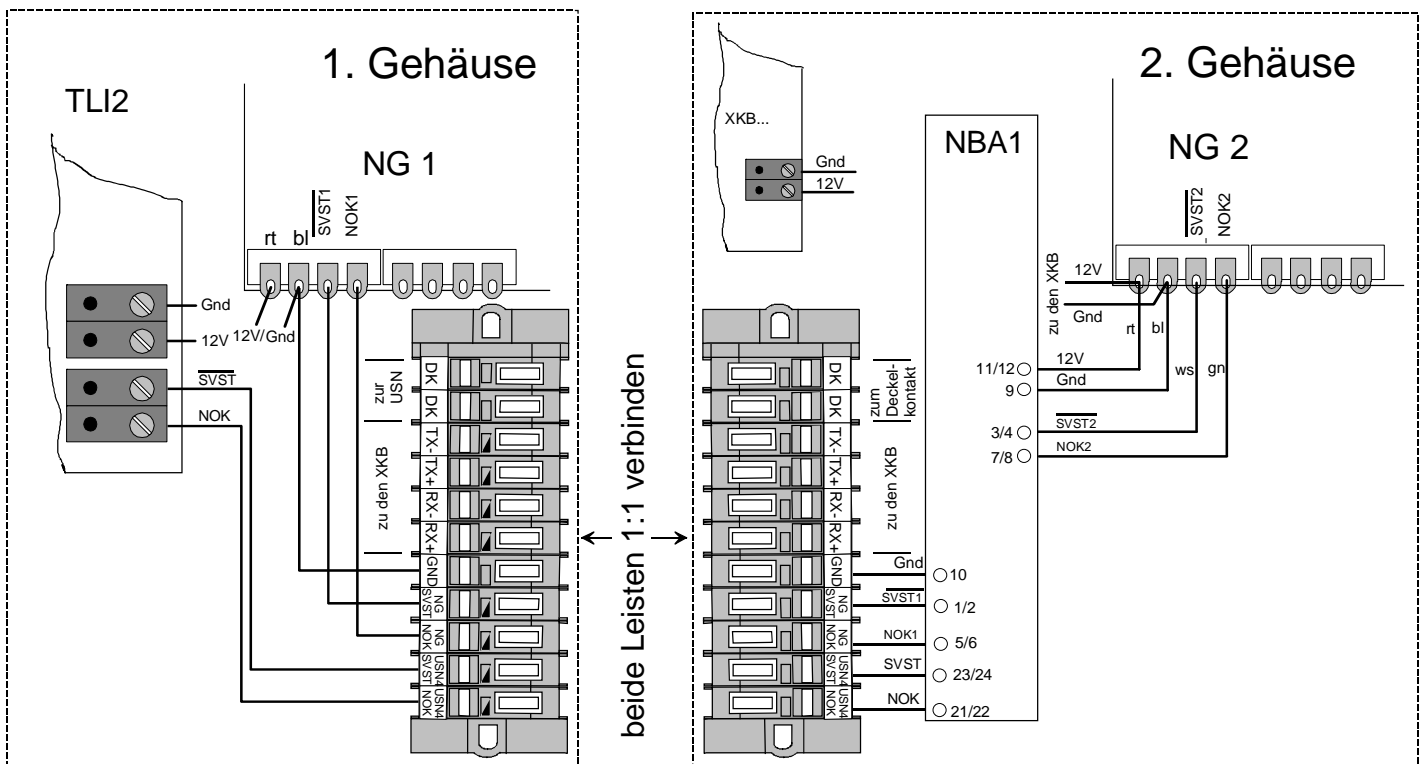 1. Gehäuse
TLI2
NG 1
rt bl SVST1 NOK1
12V/Gnd
Gnd
12V
SVST
NOK
zur USN
zu den XKB
DK
DK
TX-
TX+
RX-
RX+
GND
NG SVST
NG NOK
USN4 SVST
USN4 NOK
beide Leisten 1:1 verbinden
2. Gehäuse
XKB...
Gnd
12V
NBA1
NG 2
SVST2 NOK2
zu den XKB
12V
Gnd
rt bl ws gn
DK
DK
TX-
TX+
RX-
RX+
GND
NG SVST
NG NOK
USN4 SVST
USN4 NOK
zum Deckel-
kontakt
zu den XKB
11/12 12V
9 Gnd
3/4 SVST2
7/8 NOK2
Gnd 10
SVST1 1/2
NOK1 5/6
SVST 23/24
NOK 21/22